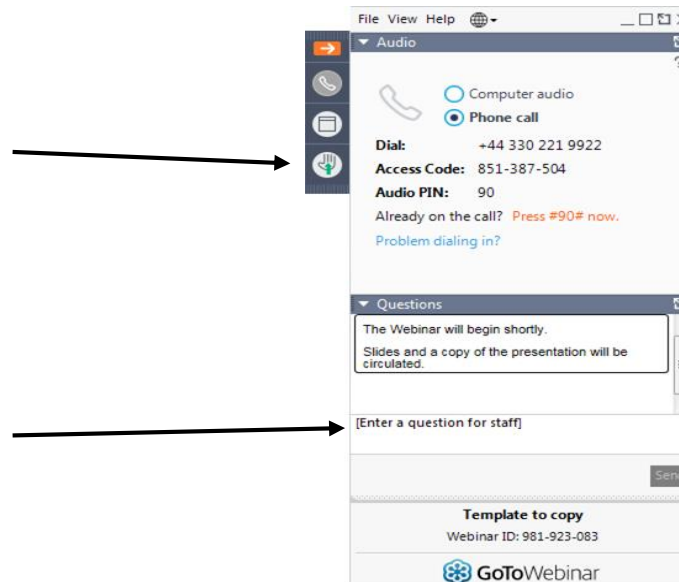 File View Help
Audio
?
Computer audio
Phone call
Dial: +44 330 221 9922
Access Code: 851-387-504
Audio PIN: 90
Already on the call? Press #90# now.
Problem dialing in?
Questions
The Webinar will begin shortly.
Slides and a copy of the presentation will be
circulated.
[Enter a question for staff]
Template to copy
Webinar ID: 981-923-083
GoToWebinar